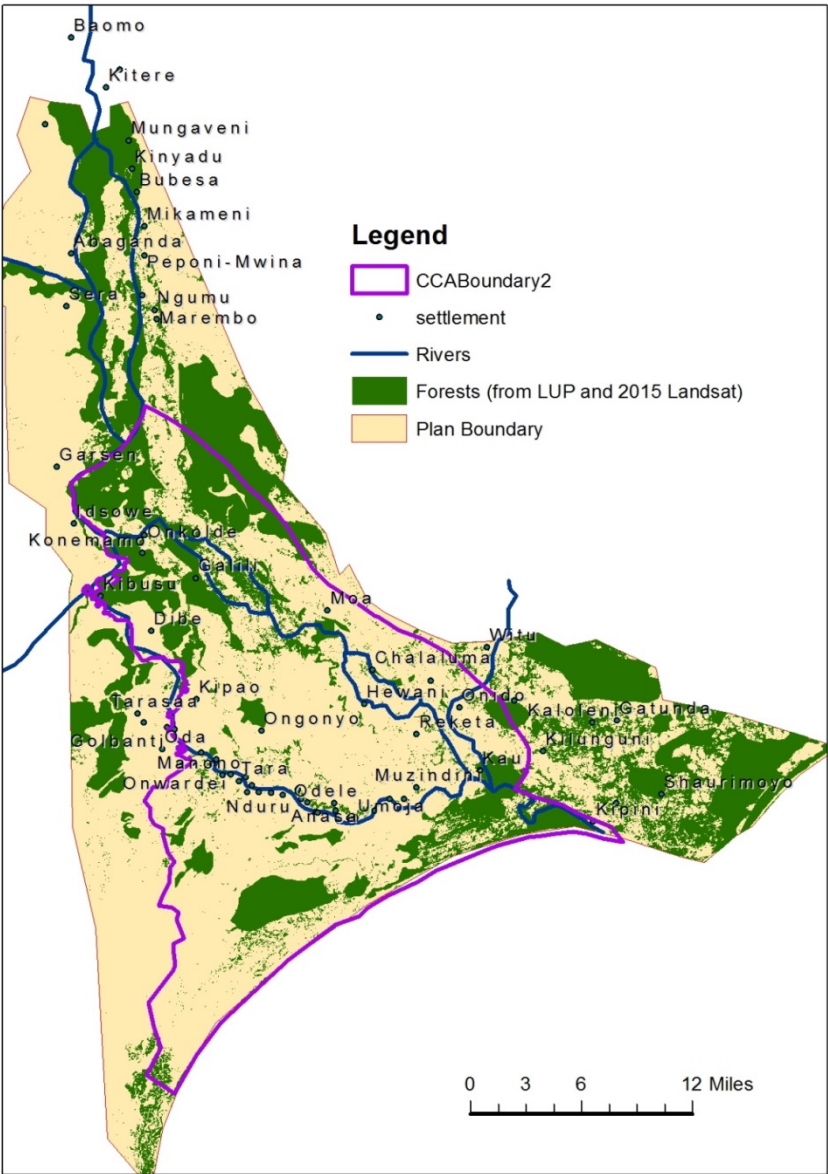 Baomo
Kitere
Mungaveni
Kinyadu
Bubesa
Mikameni
Abaganda
Peponi-Mwina
Sera
Ngumu
Marembo
Legend
CCABoundary2
settlement
Rivers
Forests (from LUP and 2015 Landsat)
Plan Boundary
Garsen
Idsowe
Onkolde
Konemamo
Galili
Kibusu
Moa
Dibe
Witu
Chalaluma
Kipao
Hewani
Onido
Tarasaa
Kaloleni
Gatunda
Ongonyo
Reketa
Oda
Golbanti
Kilunguni
Manono
Tara
Kau
Onwardei
Muzindini
Shaurimoyo
Odele
Nduru
Umoja
Kipini
Anasa
0 3 6 12 Miles